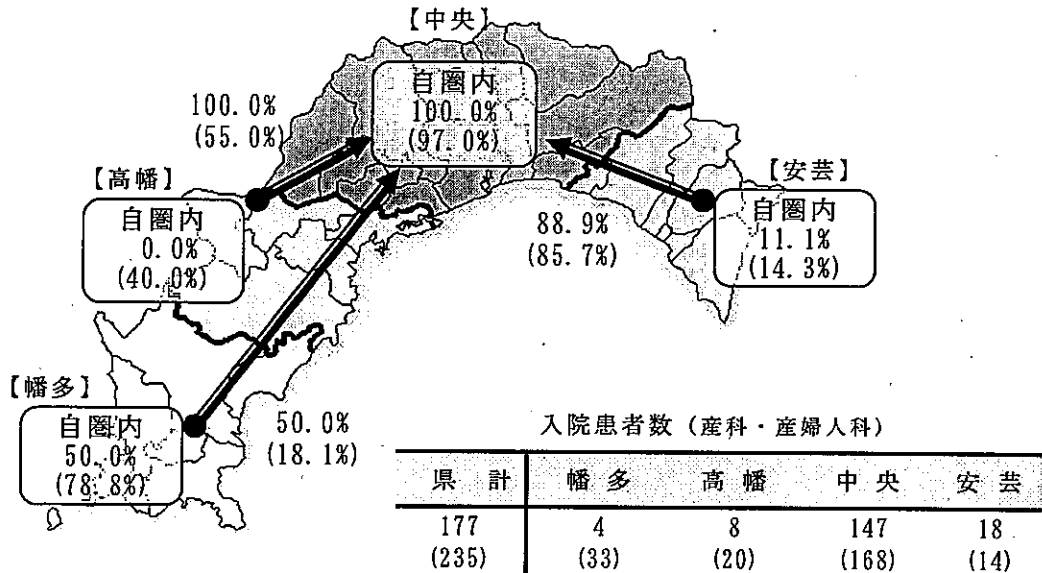 【中央】
自圏内
100.0%
(97.0%)
100.0%
(55.0%)
【高幡】
自圏内
0.0%
(40.0%)
【安芸】
自圏内
11.1%
(14.3%)
88.9%
(85.7%)
【幡多】
自圏内
50.0%
(78.8%)
50.0%
(18.1%)
入院患者数（産科・産婦人科）
県計 幡多 高幡 中央 安芸
177 4 8 147 18
(235) (33) (20) (168) (14)